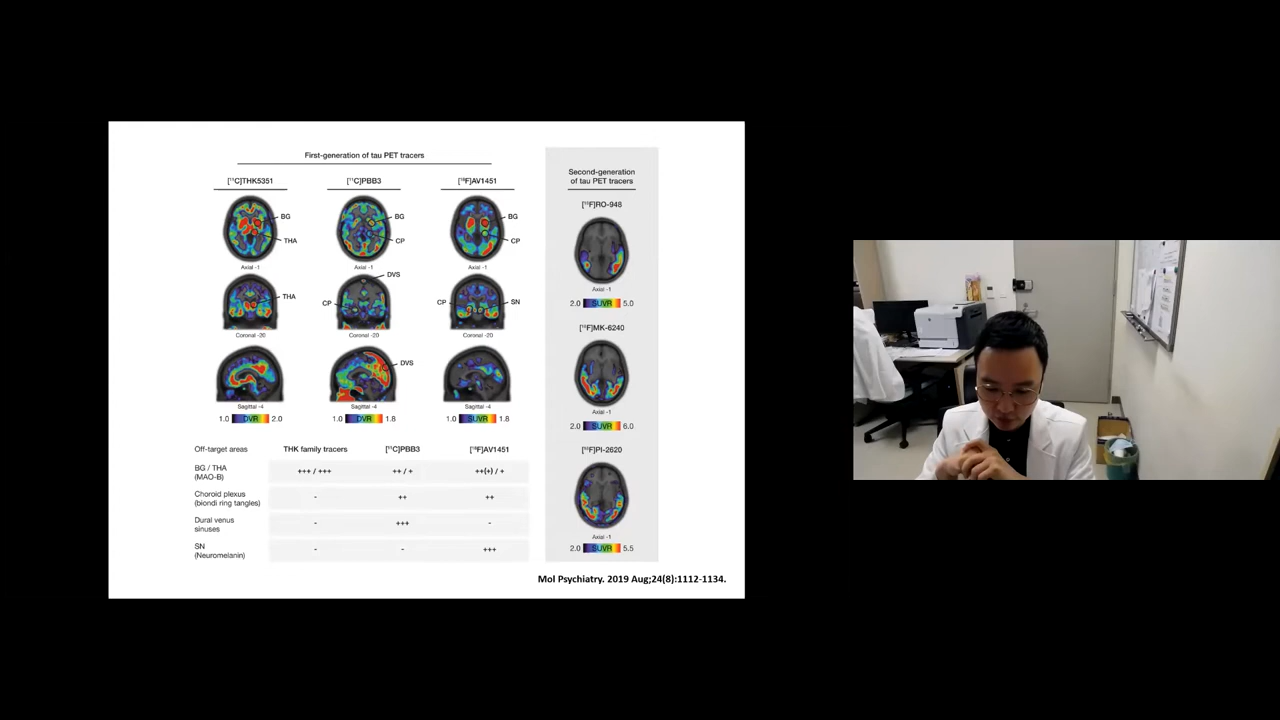 First-generation of tau PET tracers
[¹¹C]THK5351
[¹¹C]PBB3
[¹⁸F]AV1451
BG
THA
Axial -1
BG
CP
Axial -1
BG
CP
Axial -1
THA
Coronal -20
DVS
CP
Coronal -20
CP
SN
Coronal -20
Sagittal -4
DVS
Sagittal -4
Sagittal -4
1.0 DVR 2.0
1.0 DVR 1.8
1.0 SUVR 1.8
Off-target areas THK family tracers [¹¹C]PBB3 [¹⁸F]AV1451
BG / THA
(MAO-B)
+++ / +++ ++ / + ++(+) / +
Choroid plexus
(biondi ring tangles)
- ++ ++
Dural venus
sinuses
- +++ -
SN
(Neuromelanin)
- - +++
Second-generation
of tau PET tracers
[¹⁸F]RO-948
Axial -1
2.0 SUVR 5.0
[¹⁸F]MK-6240
Axial -1
2.0 SUVR 6.0
[¹⁸F]PI-2620
Axial -1
2.0 SUVR 5.5
Mol Psychiatry. 2019 Aug;24(8):1112-1134.